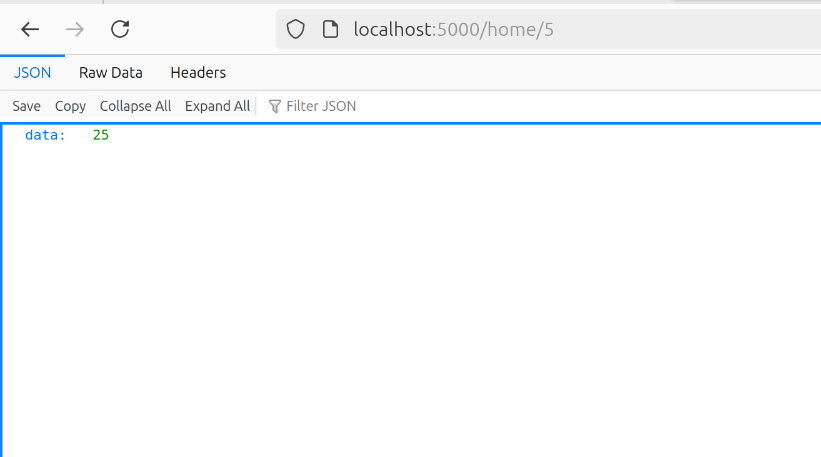 localhost:5000/home/5
JSON Raw Data Headers
Save Copy Collapse All Expand All Filter JSON
data: 25